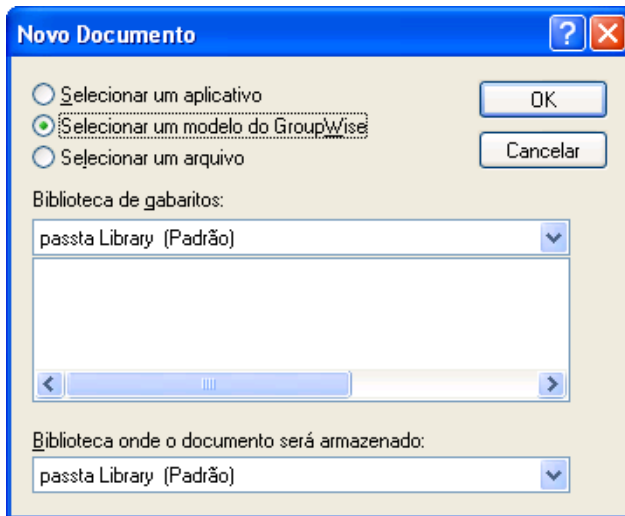 Novo Documento
Selecionar um aplicativo
OK
Selecionar um modelo do GroupWise
Selecionar um arquivo
Cancelar
Biblioteca de gabaritos:
passta Library (Padrão)
Biblioteca onde o documento será armazenado:
passta Library (Padrão)